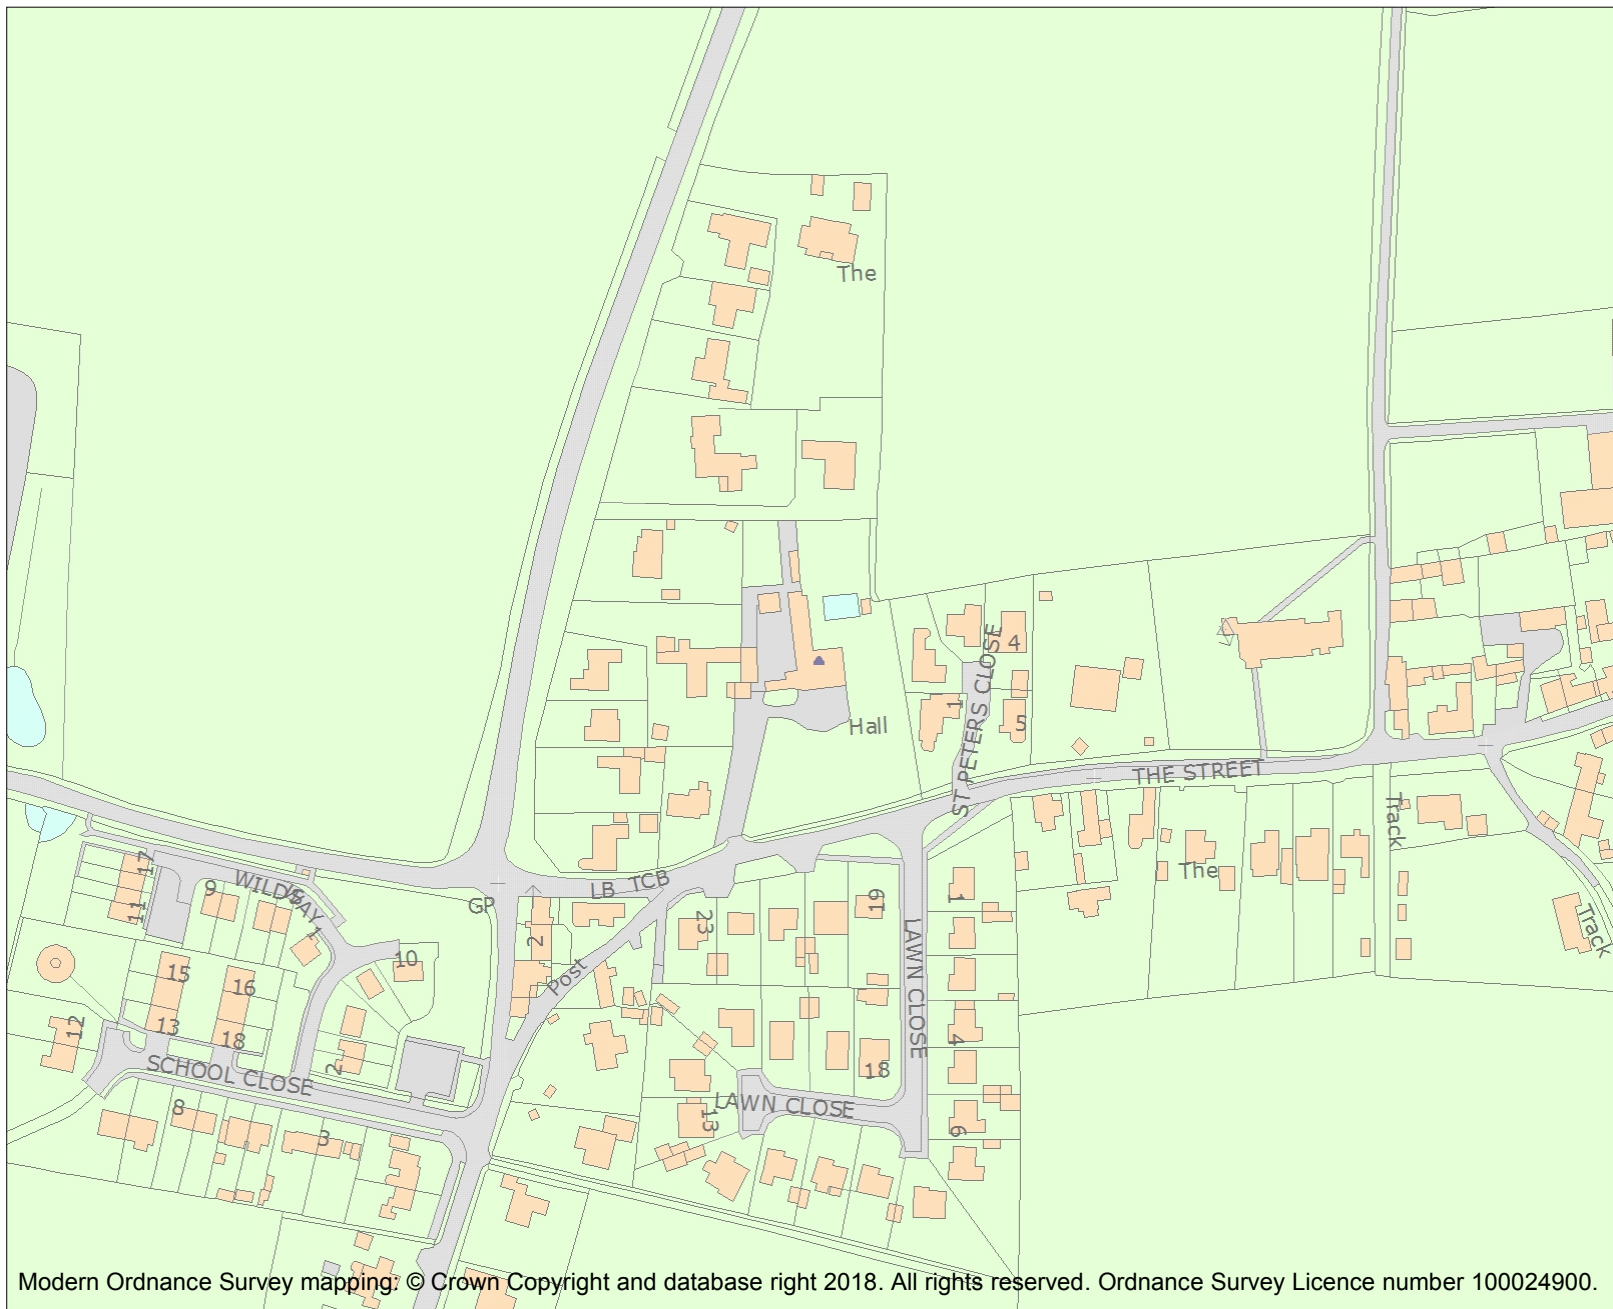 The
4
ST PETERS CLOSE
1
5
Hall
THE STREET
Track
The
17
11
9
WILDS
WAY
1
GP
LB TCB
2
Post
23
19
1
LAWN CLOSE
Track
10
15
16
13
18
12
SCHOOL CLOSE
2
4
18
LAWN CLOSE
13
8
3
6
Modern Ordnance Survey mapping: © Crown Copyright and database right 2018. All rights reserved. Ordnance Survey Licence number 100024900.